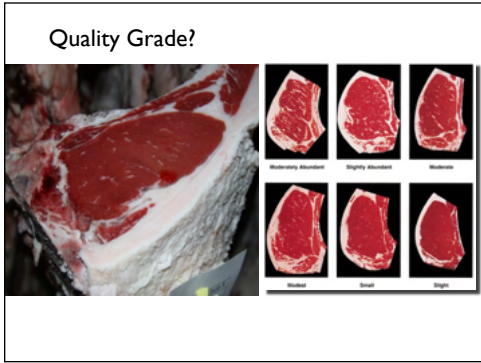 Quality Grade?
Moderately Abundant
Slightly Abundant
Moderate
Modest
Small
Slight